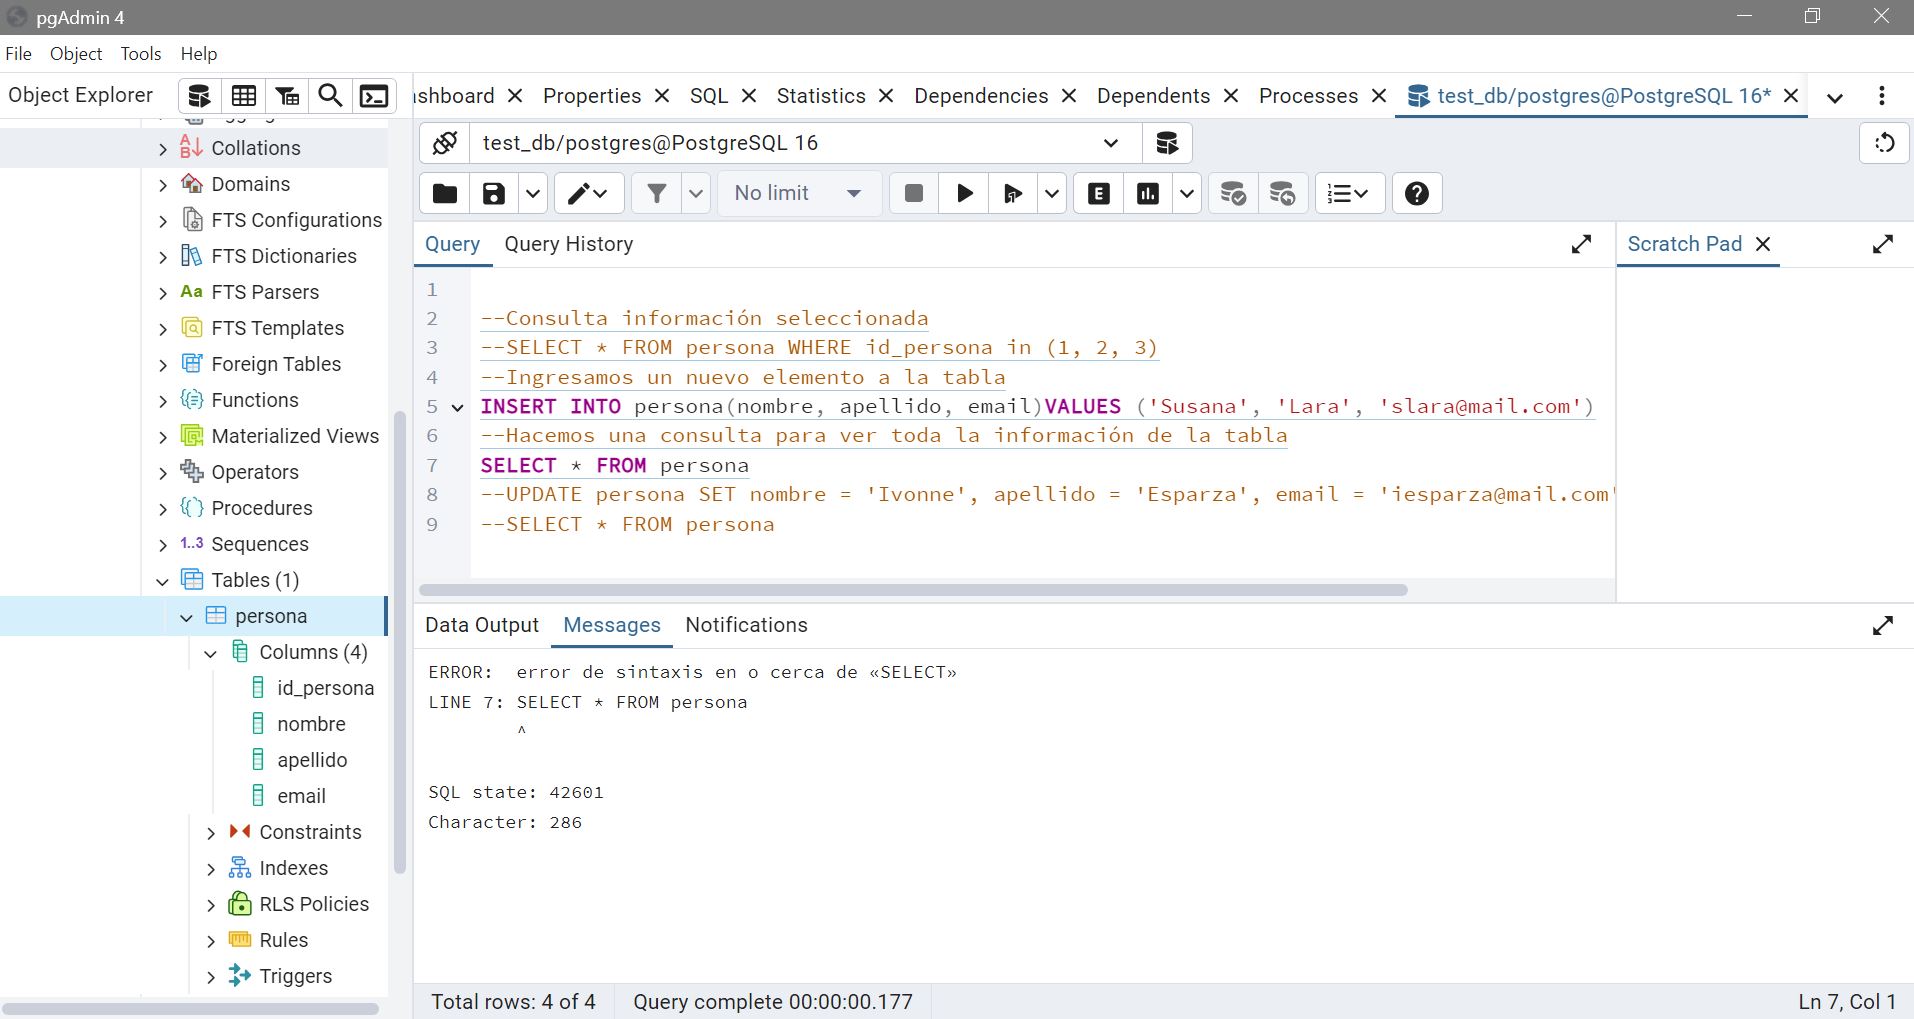 pgAdmin 4
File Object Tools Help
Object Explorer
shboard Properties SQL Statistics Dependencies Dependents Processes test_db/postgres@PostgreSQL 16*
test_db/postgres@PostgreSQL 16
No limit
Query Query History
Scratch Pad
1
2 --Consulta información seleccionada
3 --SELECT * FROM persona WHERE id_persona in (1, 2, 3)
4 --Ingresamos un nuevo elemento a la tabla
5 INSERT INTO persona(nombre, apellido, email)VALUES ('Susana', 'Lara', 'slara@mail.com')
6 --Hacemos una consulta para ver toda la información de la tabla
7 SELECT * FROM persona
8 --UPDATE persona SET nombre = 'Ivonne', apellido = 'Esparza', email = 'iesparza@mail.com'
9 --SELECT * FROM persona
Collations
Domains
FTS Configurations
FTS Dictionaries
Aa FTS Parsers
FTS Templates
Foreign Tables
Functions
Materialized Views
Operators
Procedures
1..3 Sequences
Tables (1)
persona
Columns (4)
id_persona
nombre
apellido
email
Constraints
Indexes
RLS Policies
Rules
Triggers
Data Output Messages Notifications
ERROR: error de sintaxis en o cerca de «SELECT»
LINE 7: SELECT * FROM persona
^
SQL state: 42601
Character: 286
Total rows: 4 of 4 Query complete 00:00:00.177
Ln 7, Col 1